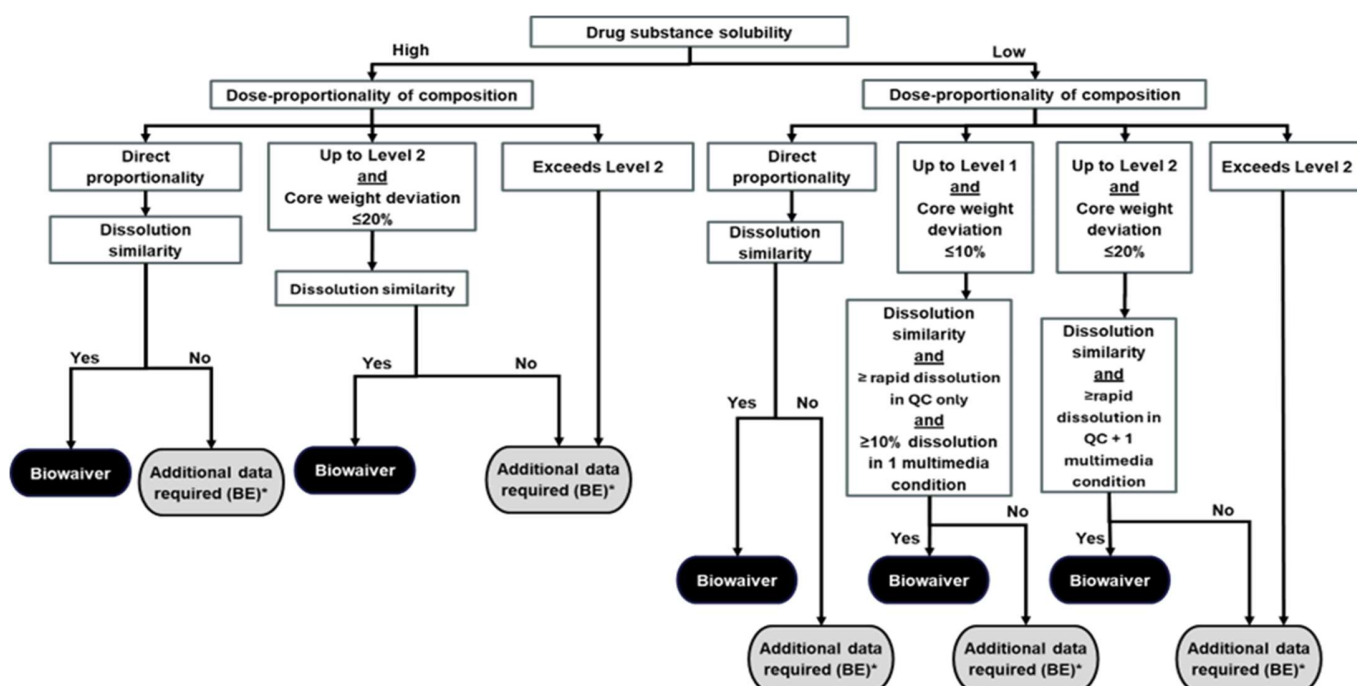 Drug substance solubility
High
Low
Dose-proportionality of composition
Dose-proportionality of composition
Direct
proportionality
Up to Level 2
and
Core weight deviation
≤20%
Exceeds Level 2
Dissolution
similarity
Dissolution similarity
Yes
No
Yes
No
Biowaiver
Additional data
required (BE)*
Biowaiver
Additional data
required (BE)*
Direct
proportionality
Up to Level 1
and
Core weight
deviation
≤10%
Up to Level 2
and
Core weight
deviation
≤20%
Exceeds Level 2
Dissolution
similarity
Dissolution
similarity
and
≥ rapid dissolution
in QC only
and
≥10% dissolution
in 1 multimedia
condition
Dissolution
similarity
and
≥rapid
dissolution in
QC + 1
multimedia
condition
Yes
No
Yes
No
Yes
No
Biowaiver
Biowaiver
Biowaiver
Additional data
required (BE)*
Additional data
required (BE)*
Additional data
required (BE)*